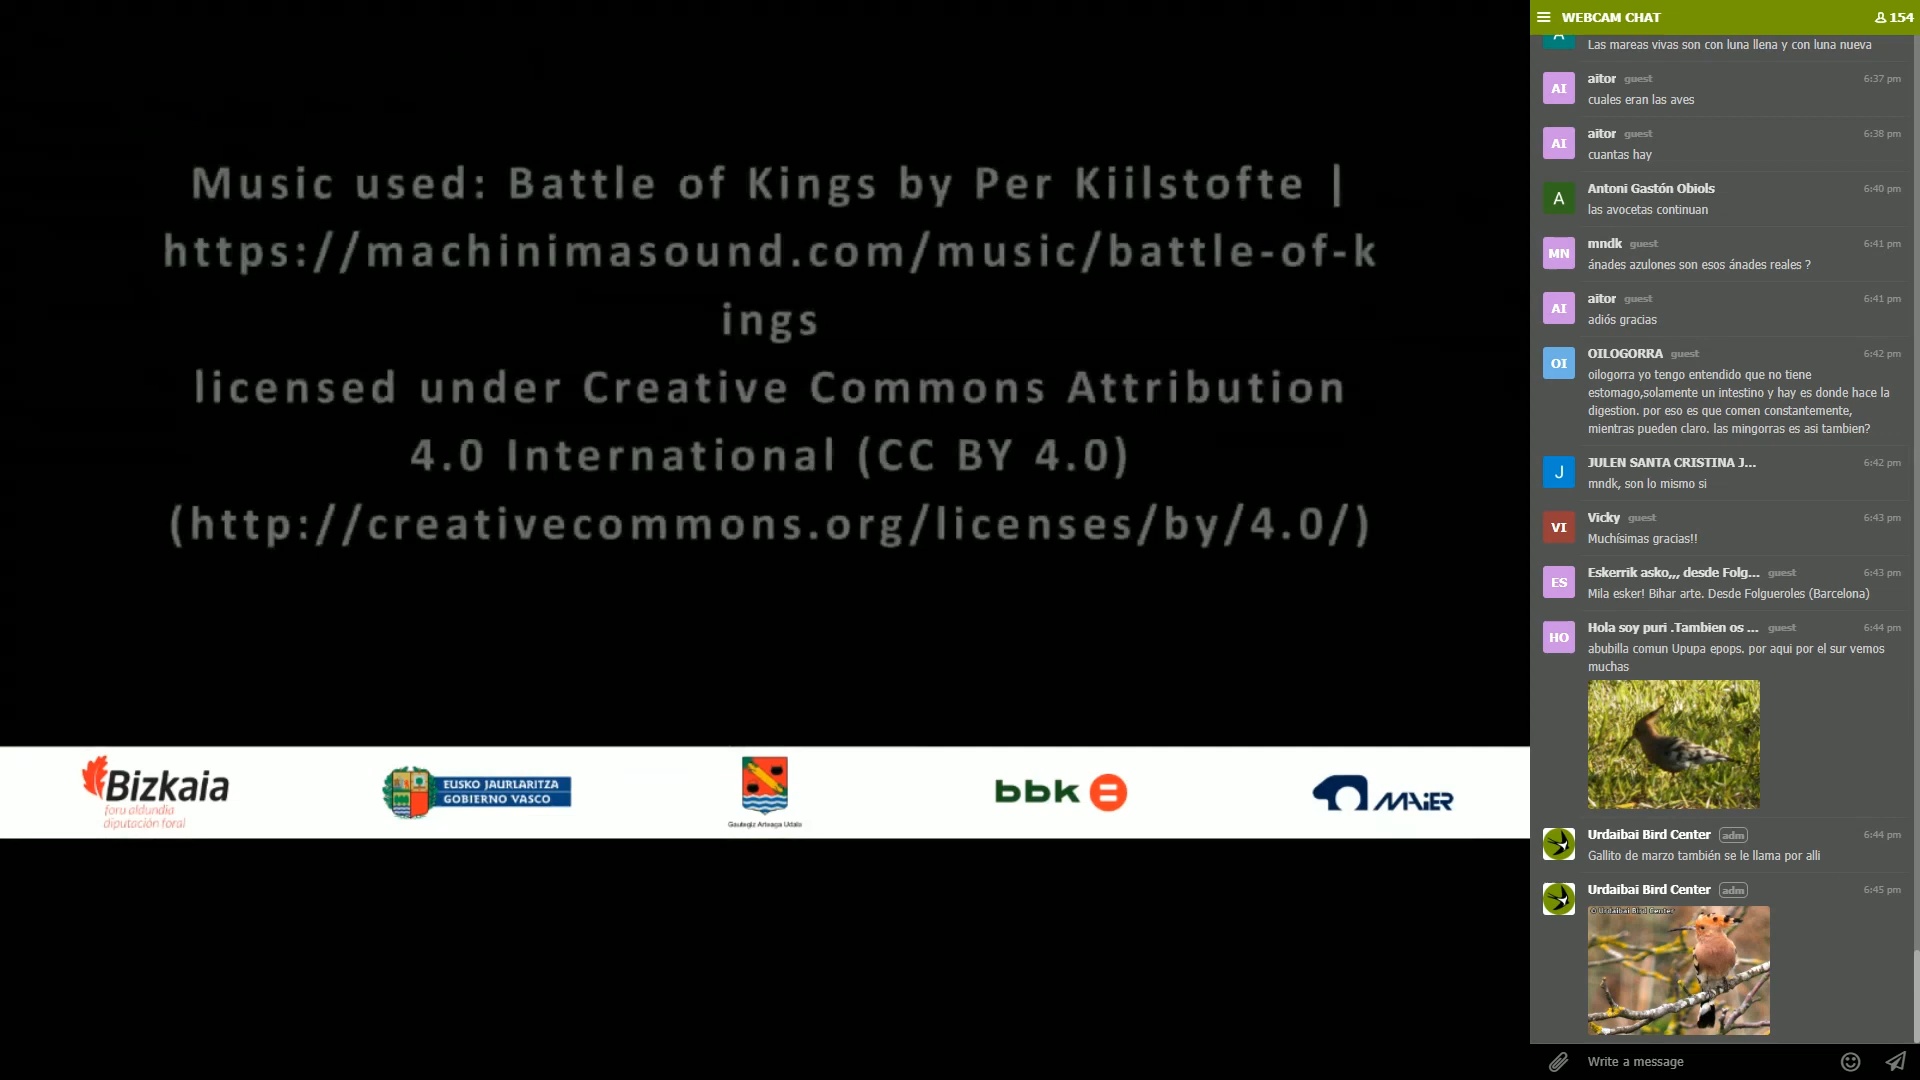 Music used: Battle of Kings by Per Kiilstofte |
https://machinimasound.com/music/battle-of-k
ings
licensed under Creative Commons Attribution
4.0 International (CC BY 4.0)
(http://creativecommons.org/licenses/by/4.0/)
Bizkaia
foru aldundia
diputación foral
EUSKO JAURLARITZA
GOBIERNO VASCO
Gautegiz Arteaga Udala
bbk
MAIER
WEBCAM CHAT
154
A
Las mareas vivas son con luna llena y con luna nueva
AI
aitor guest 6:37 pm
cuales eran las aves
AI
aitor guest 6:38 pm
cuantas hay
A
Antoni Gastón Obiols 6:40 pm
las avocetas continuan
MN
mndk guest 6:41 pm
ánades azulones son esos ánades reales ?
AI
aitor guest 6:41 pm
adiós gracias
OI
OILOGORRA guest 6:42 pm
oilogorra yo tengo entendido que no tiene
estomago,solamente un intestino y hay es donde hace la
digestion. por eso es que comen constantemente,
mientras pueden claro. las mingorras es asi tambien?
J
JULEN SANTA CRISTINA J... 6:42 pm
mndk, son lo mismo si
VI
Vicky guest 6:43 pm
Muchísimas gracias!!
ES
Eskerrik asko,,, desde Folg... guest 6:43 pm
Mila esker! Bihar arte. Desde Folgueroles (Barcelona)
HO
Hola soy puri .Tambien os ... guest 6:44 pm
abubilla comun Upupa epops. por aqui por el sur vemos
muchas
Urdaibai Bird Center adm 6:44 pm
Gallito de marzo también se le llama por alli
Urdaibai Bird Center adm 6:45 pm
© Urdaibai Bird Center
Write a message